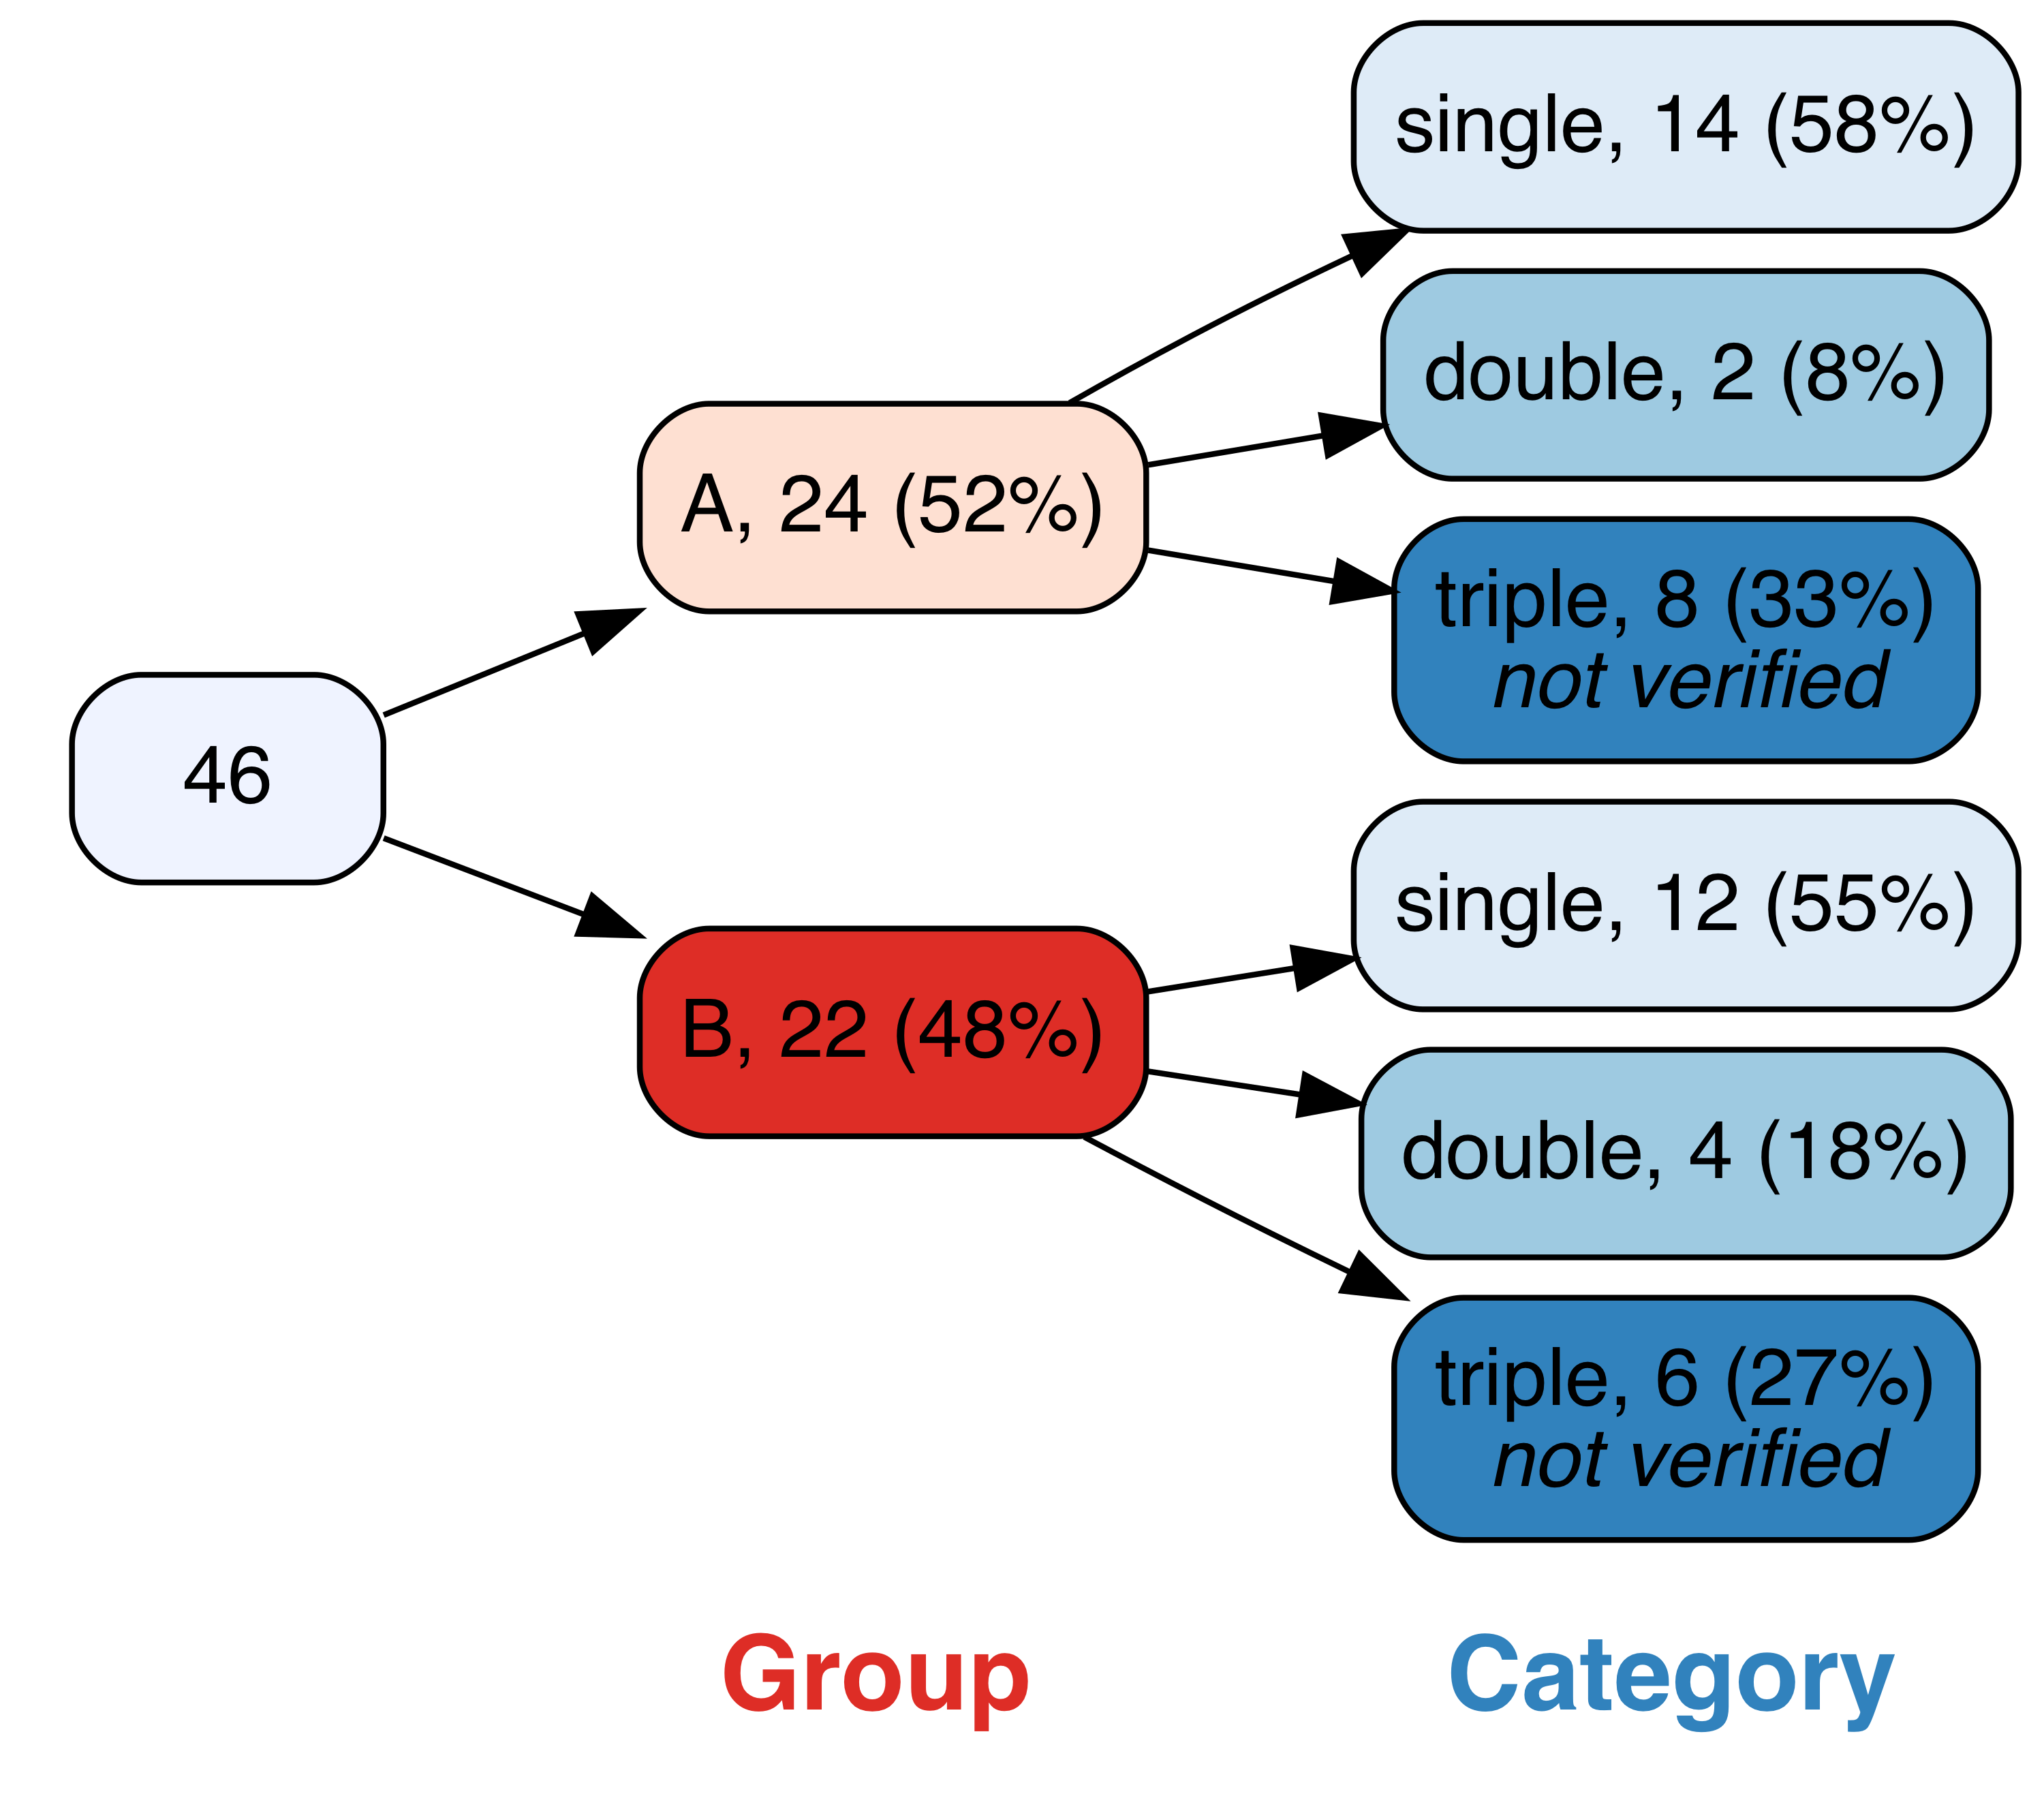 46
A, 24 (52%)
single, 14 (58%)
double, 2 (8%)
triple, 8 (33%)
not verified
B, 22 (48%)
single, 12 (55%)
double, 4 (18%)
triple, 6 (27%)
not verified
Group
Category